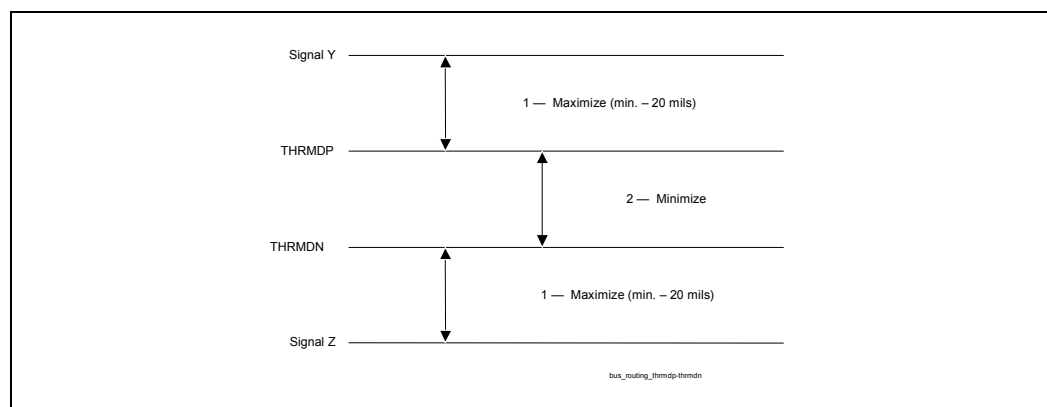 Signal Y
1 — Maximize (min. – 20 mils)
THRMDP
2 — Minimize
THRMDN
1 — Maximize (min. – 20 mils)
Signal Z
bus_routing_thrmdp-thrmdn